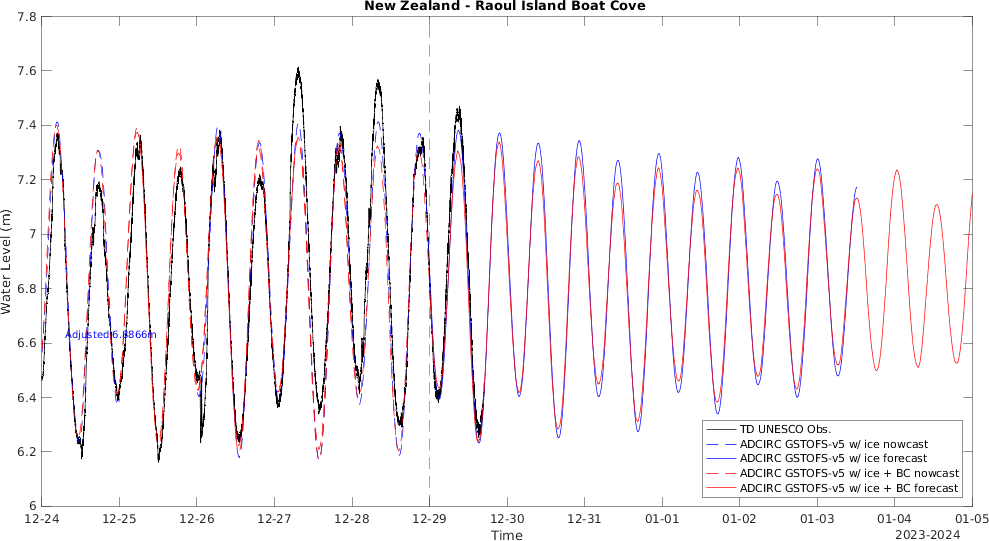 New Zealand - Raoul Island Boat Cove
7.8
7.6
7.4
7.2
7
6.8
6.6
6.4
6.2
6
Water Level (m)
Adjusted 6.8866m
TD UNESCO Obs.
ADCIRC GSTOFS-v5 w/ ice nowcast
ADCIRC GSTOFS-v5 w/ ice forecast
ADCIRC GSTOFS-v5 w/ ice + BC nowcast
ADCIRC GSTOFS-v5 w/ ice + BC forecast
12-24 12-25 12-26 12-27 12-28 12-29 12-30 12-31 01-01 01-02 01-03 01-04 01-05
Time
2023-2024